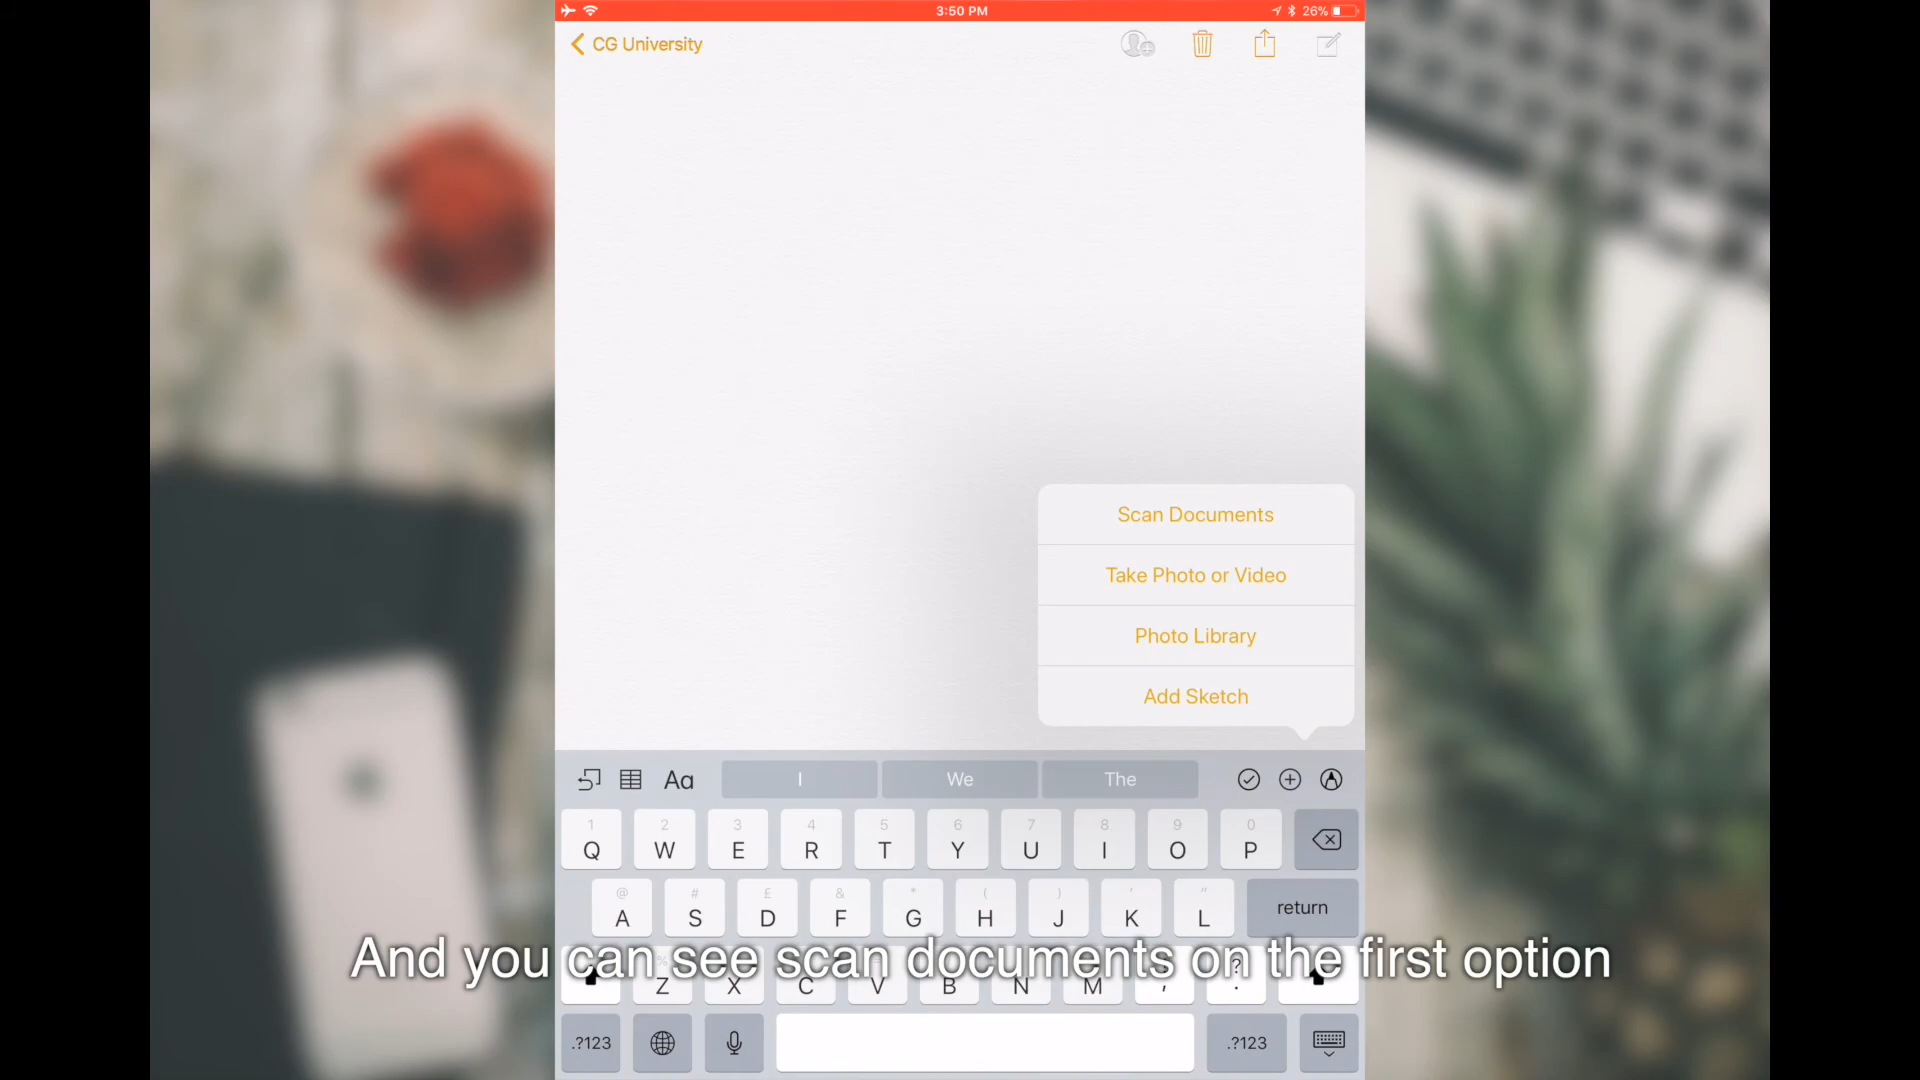 3:50 PM
26%
CG University
Scan Documents
Take Photo or Video
Photo Library
Add Sketch
Aa
I
We
The
1 2 3 4 5 6 7 8 9 0
Q W E R T Y U I O P
@ # £ & * ( ) ' "
A S D F G H J K L
return
And you can see scan documents on the first option
%
?
Z X C V B N M , .
.?123
.?123